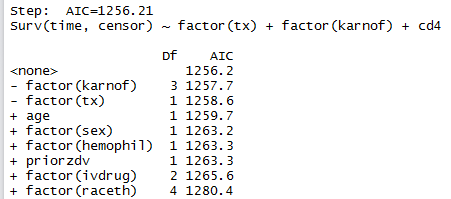 Step:  AIC=1256.21
Surv(time, censor) ~ factor(tx) + factor(karnof) + cd4
Df    AIC
<none>               1256.2
- factor(karnof)    3 1257.7
- factor(tx)        1 1258.6
+ age               1 1259.7
+ factor(sex)       1 1263.2
+ factor(hemophil)  1 1263.3
+ priorzdv          1 1263.3
+ factor(ivdrug)    2 1265.6
+ factor(raceth)    4 1280.4